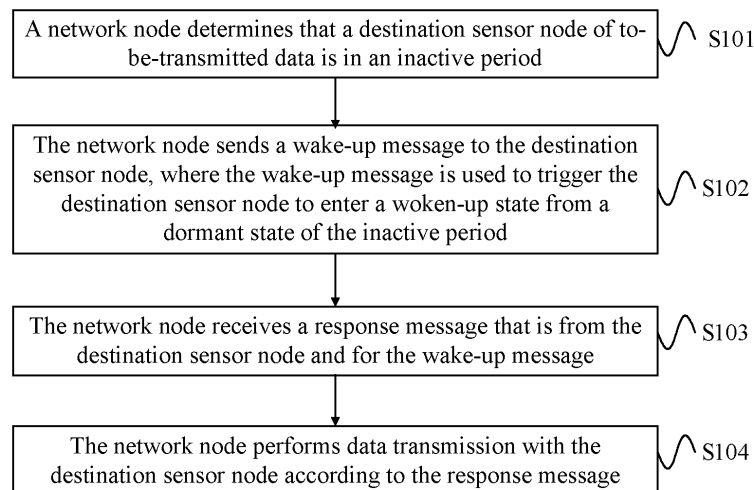 A network node determines that a destination sensor node of to-
be-transmitted data is in an inactive period
S101
The network node sends a wake-up message to the destination
sensor node, where the wake-up message is used to trigger the
destination sensor node to enter a woken-up state from a
dormant state of the inactive period
S102
The network node receives a response message that is from the
destination sensor node and for the wake-up message
S103
The network node performs data transmission with the
destination sensor node according to the response message
S104